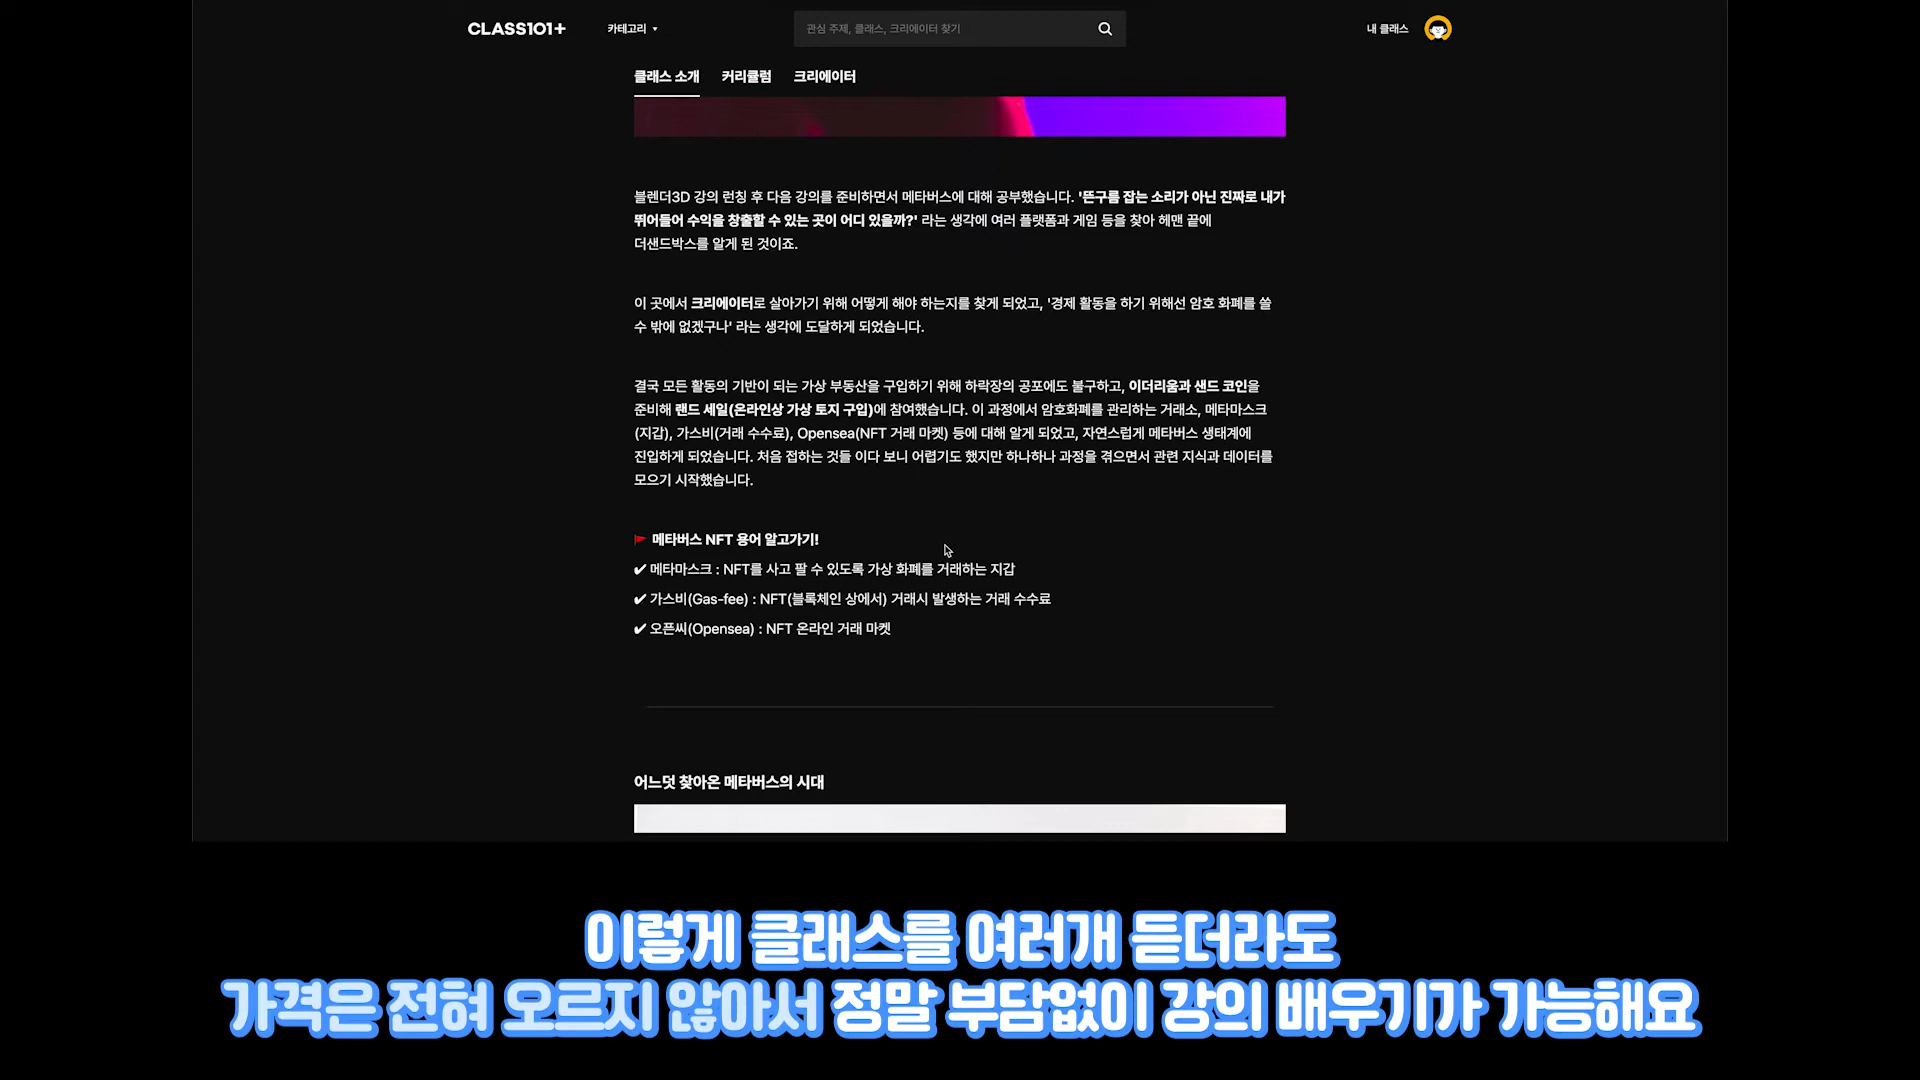 CLASS101+
카테고리
관심 주제, 클래스, 크리에이터 찾기
내 클래스
클래스 소개 커리큘럼 크리에이터
블렌더3D 강의 런칭 후 다음 강의를 준비하면서 메타버스에 대해 공부했습니다. '뜬구름 잡는 소리가 아닌 진짜로 내가
뛰어들어 수익을 창출할 수 있는 곳이 어디 있을까?' 라는 생각에 여러 플랫폼과 게임 등을 찾아 헤맨 끝에
더샌드박스를 알게 된 것이죠.
이 곳에서 크리에이터로 살아가기 위해 어떻게 해야 하는지를 찾게 되었고, '경제 활동을 하기 위해선 암호 화폐를 쓸
수 밖에 없겠구나' 라는 생각에 도달하게 되었습니다.
결국 모든 활동의 기반이 되는 가상 부동산을 구입하기 위해 하락장의 공포에도 불구하고, 이더리움과 샌드 코인을
준비해 랜드 세일(온라인상 가상 토지 구입)에 참여했습니다. 이 과정에서 암호화폐를 관리하는 거래소, 메타마스크
(지갑), 가스비(거래 수수료), Opensea(NFT 거래 마켓) 등에 대해 알게 되었고, 자연스럽게 메타버스 생태계에
진입하게 되었습니다. 처음 접하는 것들 이다 보니 어렵기도 했지만 하나하나 과정을 겪으면서 관련 지식과 데이터를
모으기 시작했습니다.
🚩 메타버스 NFT 용어 알고가기!
✔ 메타마스크 : NFT를 사고 팔 수 있도록 가상 화폐를 거래하는 지갑
✔ 가스비(Gas-fee) : NFT(블록체인 상에서) 거래시 발생하는 거래 수수료
✔ 오픈씨(Opensea) : NFT 온라인 거래 마켓
어느덧 찾아온 메타버스의 시대
이렇게 클래스를 여러개 듣더라도
가격은 전혀 오르지 않아서 정말 부담없이 강의 배우기가 가능해요